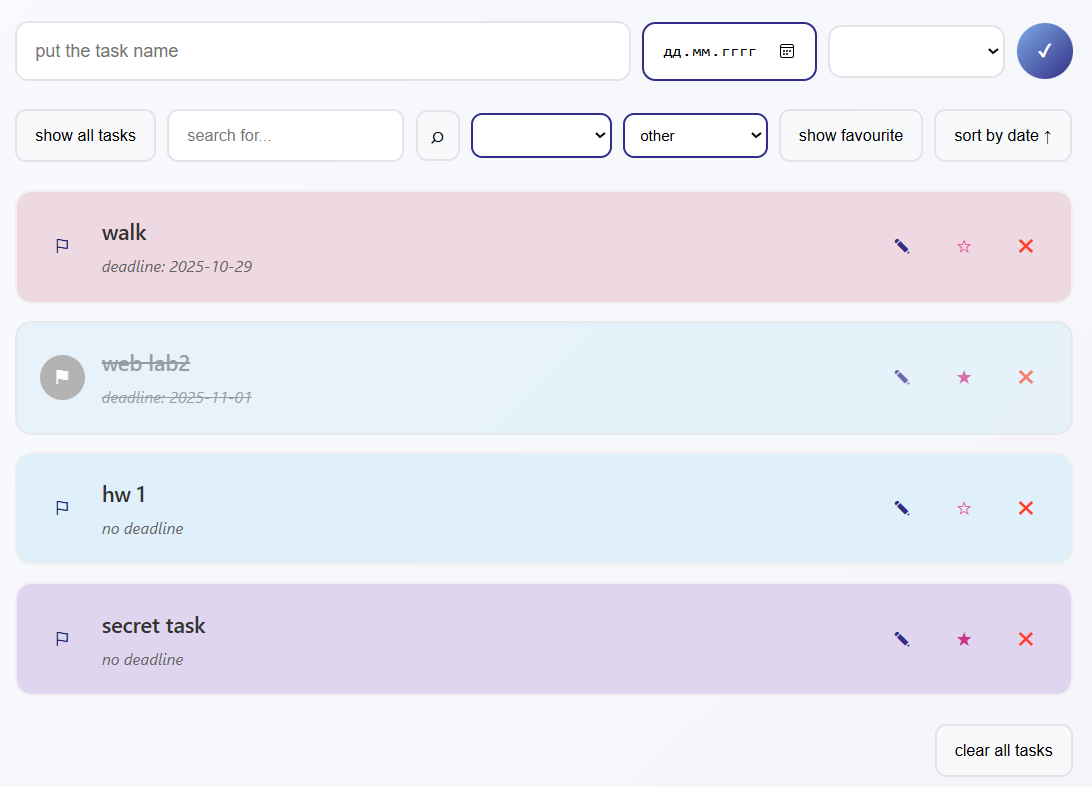 put the task name
дд.мм.гггг
show all tasks
search for...
other
show favourite
sort by date ↑
walk
deadline: 2025-10-29
web lab2
deadline: 2025-11-01
hw 1
no deadline
secret task
no deadline
clear all tasks